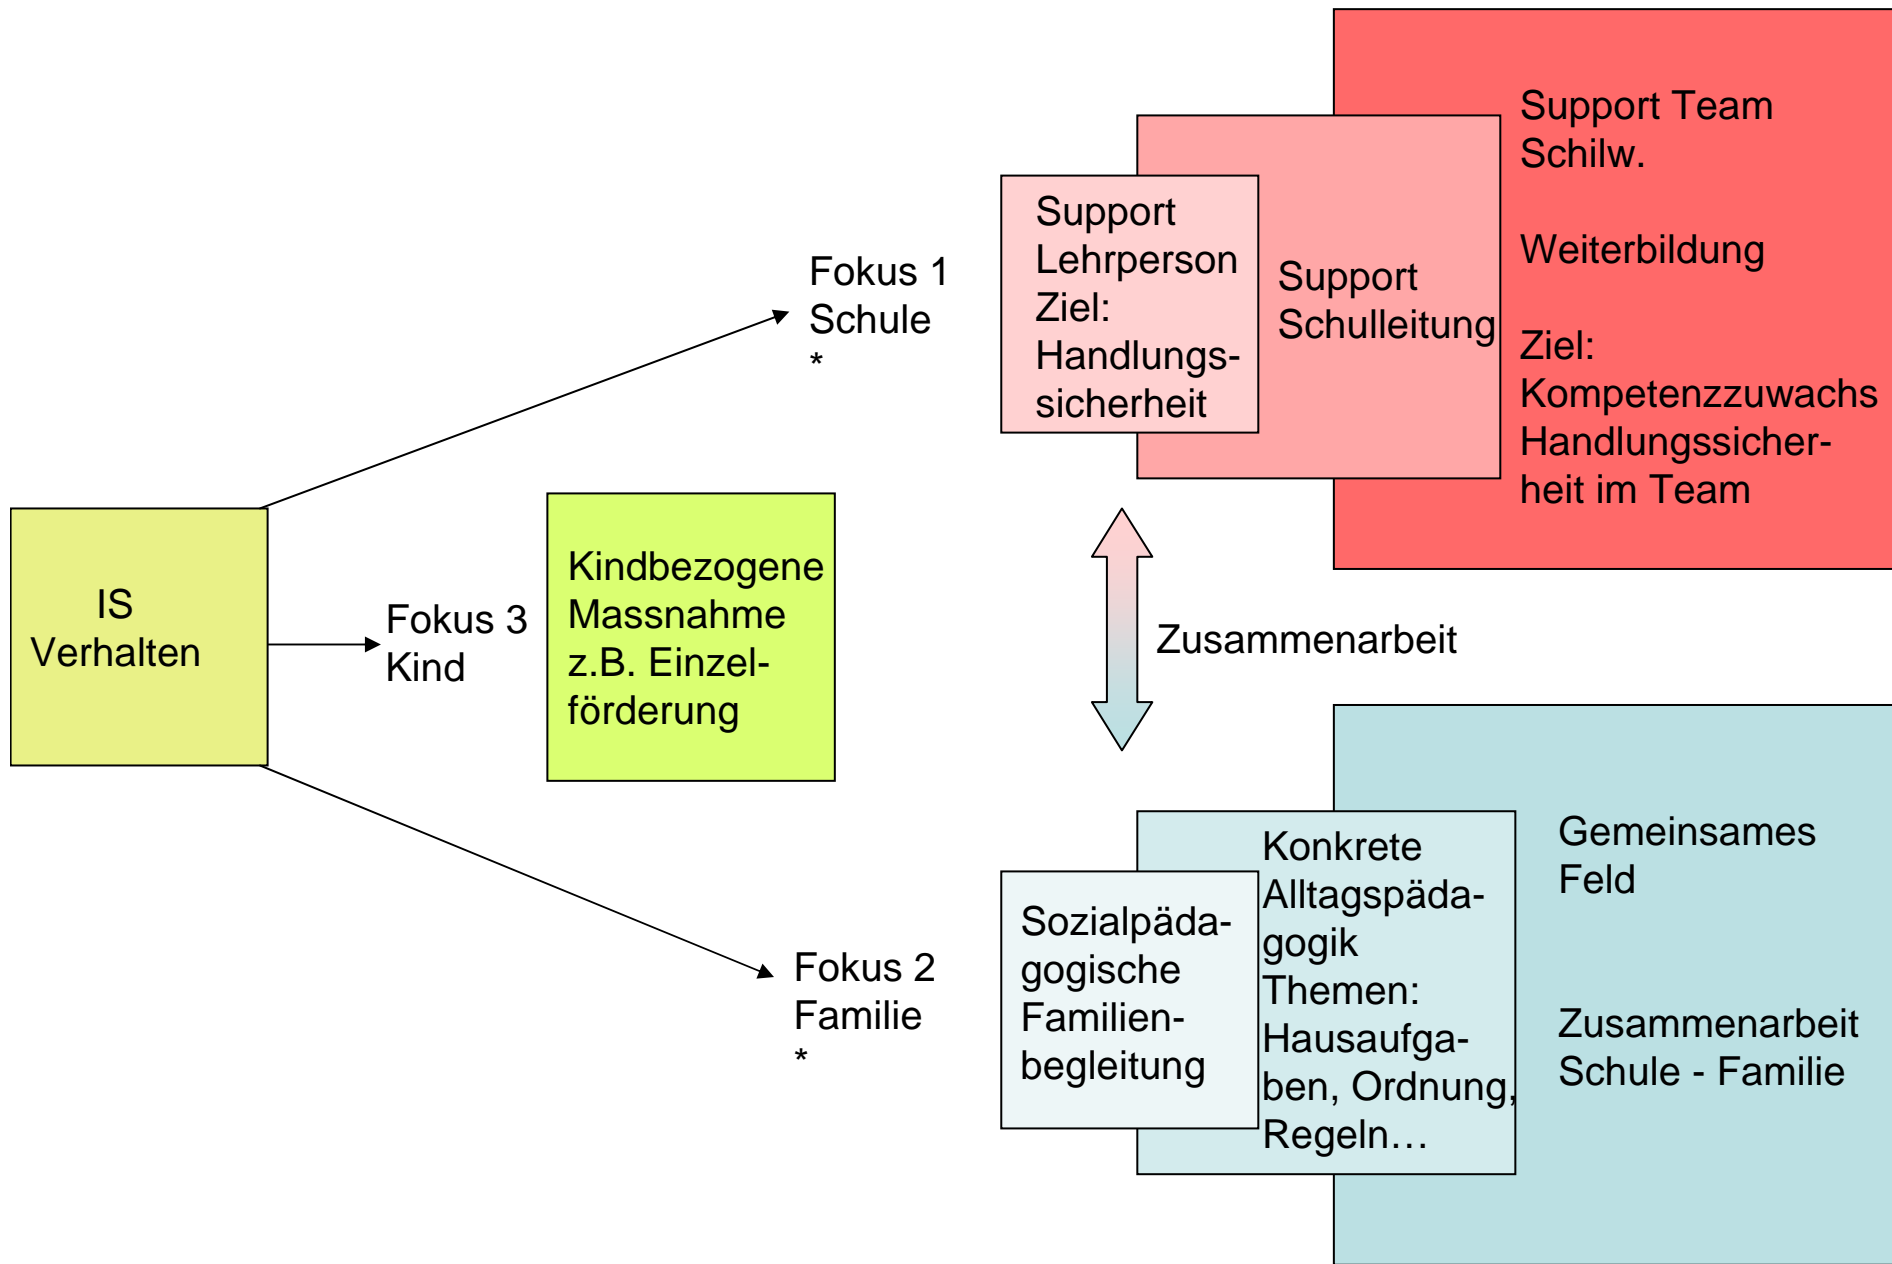 IS
Verhalten
Fokus 1
Schule
*
Support
Lehrperson
Ziel:
Handlungs-
sicherheit
Support
Schulleitung
Support Team
Schilw.
Weiterbildung
Ziel:
Kompetenzzuwachs
Handlungssicher-
heit im Team
Fokus 3
Kind
Kindbezogene
Massnahme
z.B. Einzel-
förderung
Zusammenarbeit
Fokus 2
Familie
*
Sozialpäda-
gogische
Familien-
begleitung
Konkrete
Alltagspäda-
gogik
Themen:
Hausaufga-
ben, Ordnung,
Regeln…
Gemeinsames
Feld
Zusammenarbeit
Schule - Familie